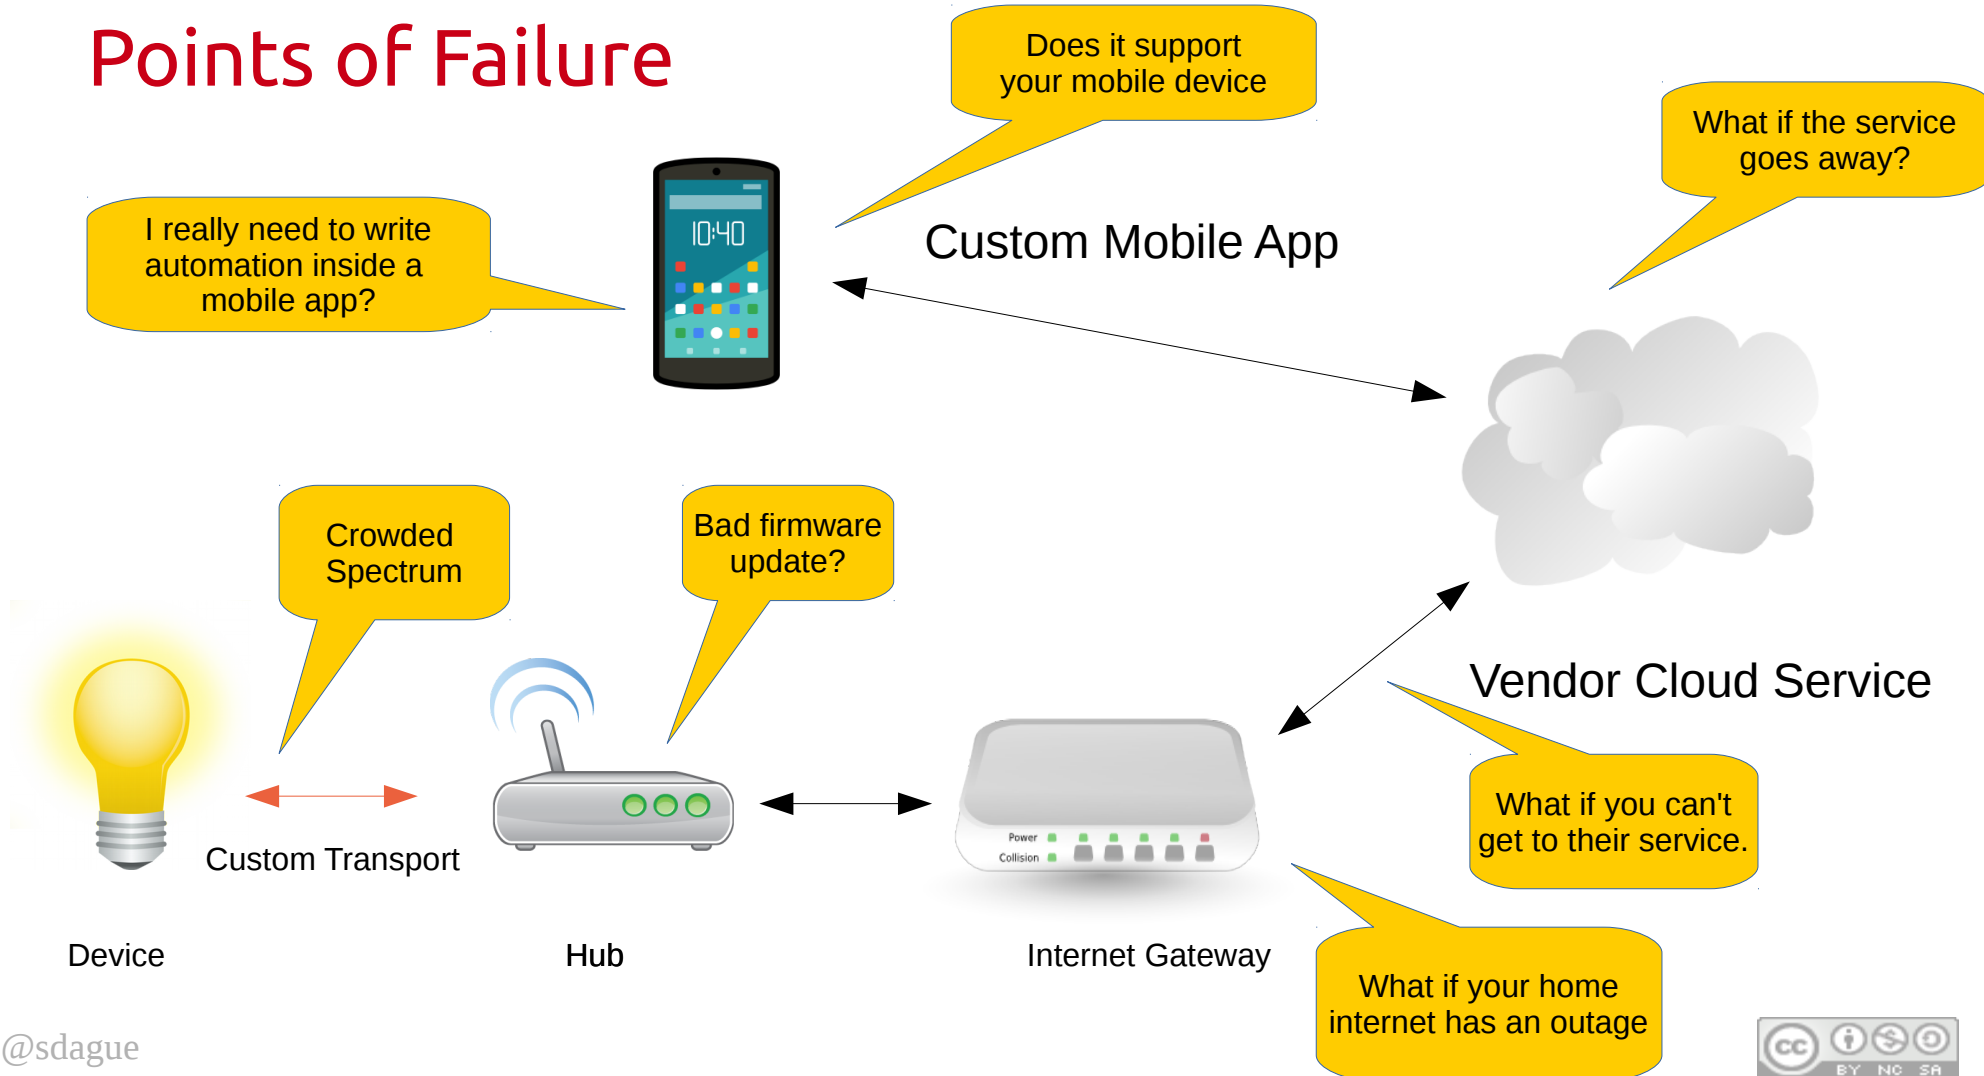 Points of Failure
Does it support
your mobile device
What if the service
goes away?
I really need to write
automation inside a
mobile app?
10:40
Custom Mobile App
Crowded
Spectrum
Bad firmware
update?
Vendor Cloud Service
What if you can't
get to their service.
Power
Collision
Custom Transport
Device
Hub
Internet Gateway
What if your home
internet has an outage
@sdague
cc
BY NC SA